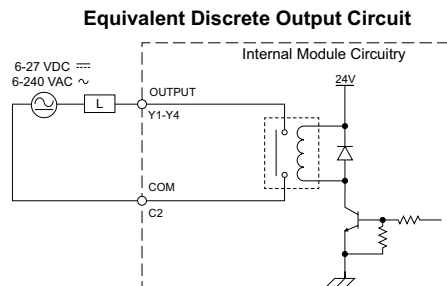 Equivalent Discrete Output Circuit
Internal Module Circuitry
6-27 VDC ⎓
6-240 VAC ∿
24V
L
OUTPUT
Y1-Y4
COM
C2